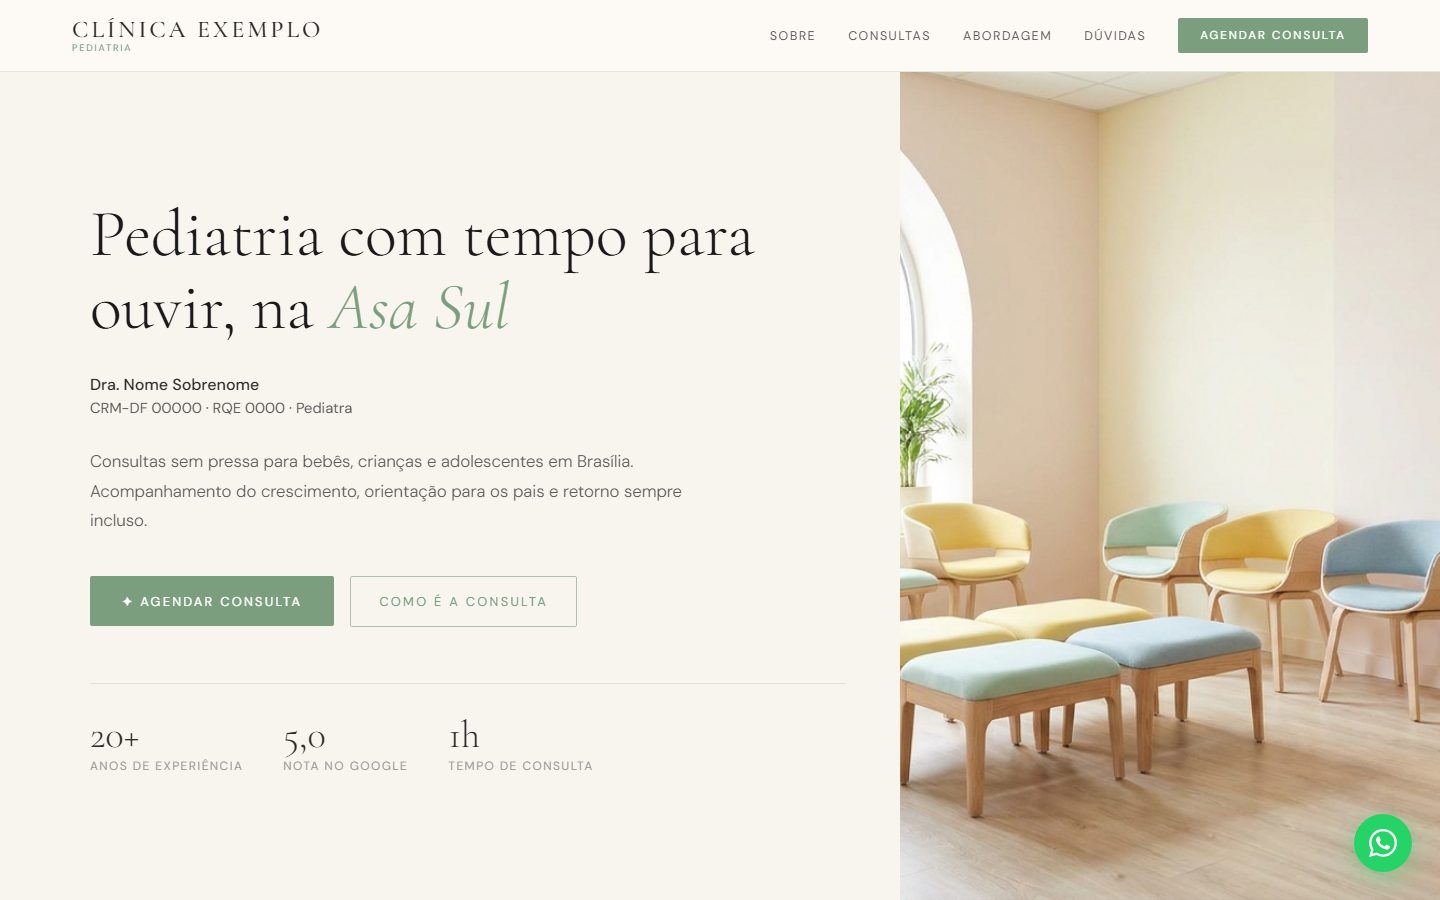 CLÍNICA EXEMPLO
PEDIATRIA
SOBRE
CONSULTAS
ABORDAGEM
DÚVIDAS
AGENDAR CONSULTA
Pediatria com tempo para
ouvir, na Asa Sul
Dra. Nome Sobrenome
CRM-DF 00000 · RQE 0000 · Pediatra
Consultas sem pressa para bebês, crianças e adolescentes em Brasília.
Acompanhamento do crescimento, orientação para os pais e retorno sempre
incluso.
✦ AGENDAR CONSULTA
COMO É A CONSULTA
20+
ANOS DE EXPERIÊNCIA
5,0
NOTA NO GOOGLE
1h
TEMPO DE CONSULTA